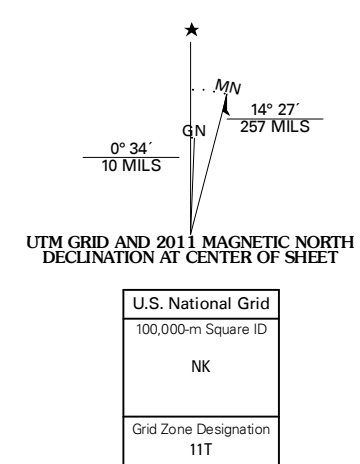 ★
MN
GN
14° 27´
257 MILS
0° 34´
10 MILS
UTM GRID AND 2011 MAGNETIC NORTH
DECLINATION AT CENTER OF SHEET
U.S. National Grid
100,000-m Square ID
NK
Grid Zone Designation
11T